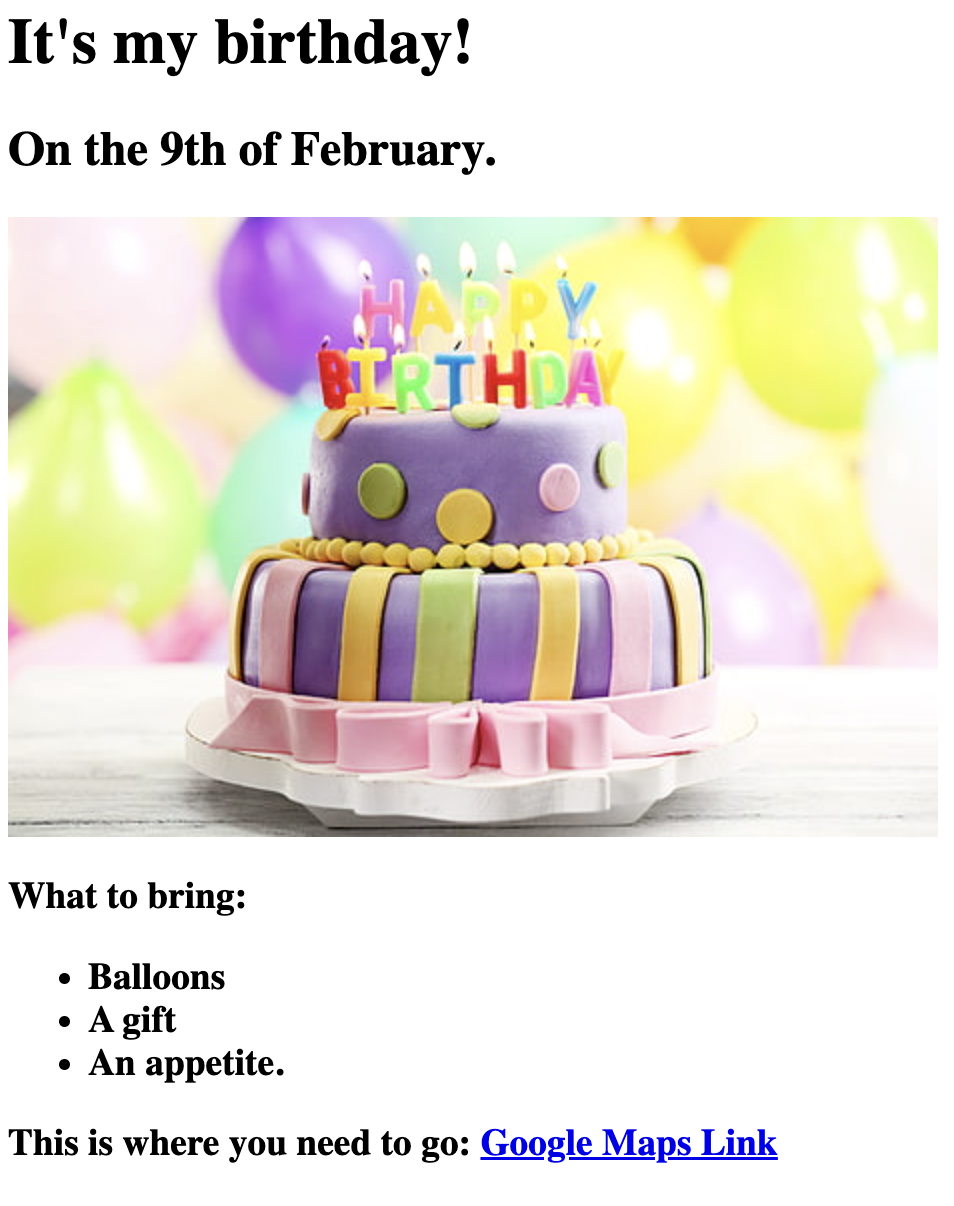 It's my birthday!
On the 9th of February.
HAPPY
BIRTHDAY
What to bring:
Balloons
A gift
An appetite.
This is where you need to go: Google Maps Link